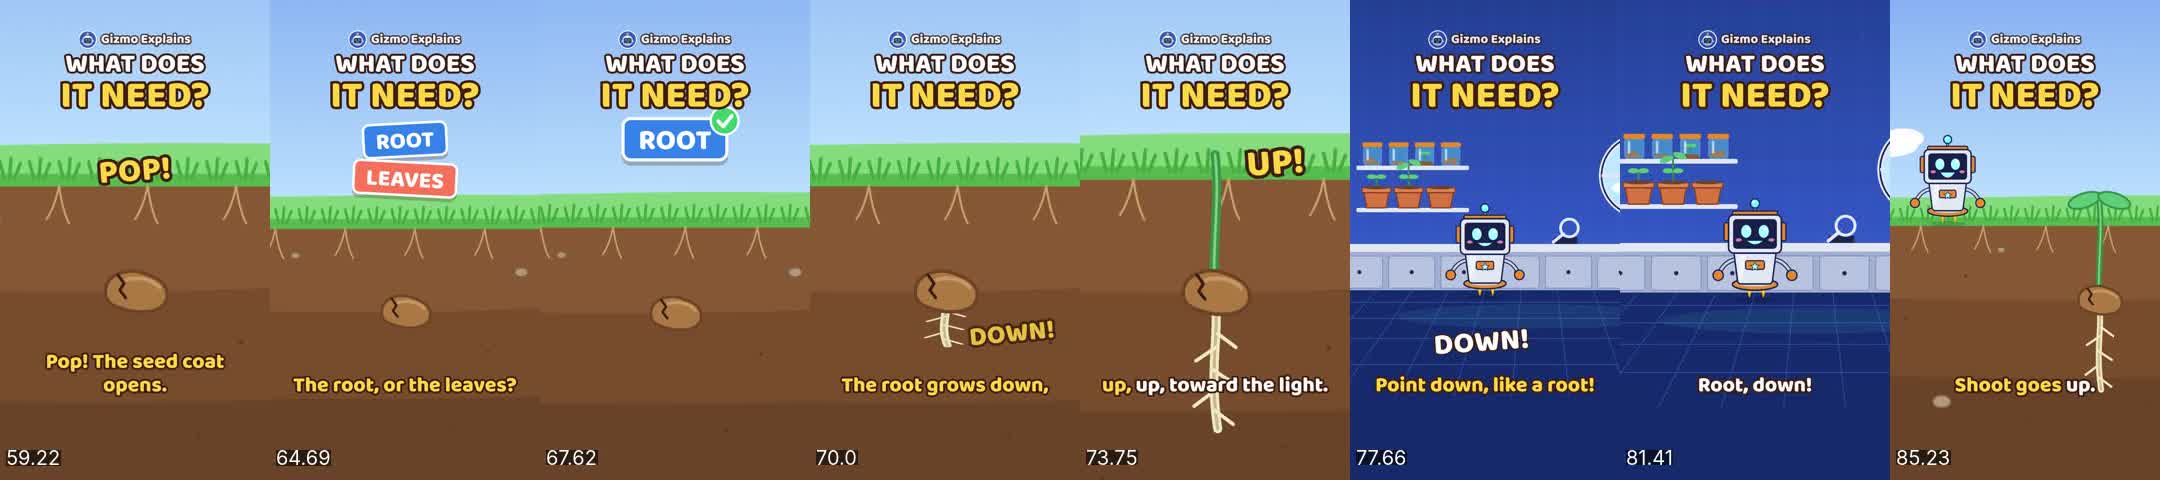 Gizmo Explains
WHAT DOES
IT NEED?
POP!
Pop! The seed coat
opens.
59.22
Gizmo Explains
WHAT DOES
IT NEED?
ROOT
LEAVES
The root, or the leaves?
64.69
Gizmo Explains
WHAT DOES
IT NEED?
ROOT
67.62
Gizmo Explains
WHAT DOES
IT NEED?
DOWN!
The root grows down,
70.0
Gizmo Explains
WHAT DOES
IT NEED?
UP!
up, up, toward the light.
73.75
Gizmo Explains
WHAT DOES
IT NEED?
DOWN!
Point down, like a root!
77.66
Gizmo Explains
WHAT DOES
IT NEED?
Root, down!
81.41
Gizmo Explains
WHAT DOES
IT NEED?
Shoot goes up.
85.23